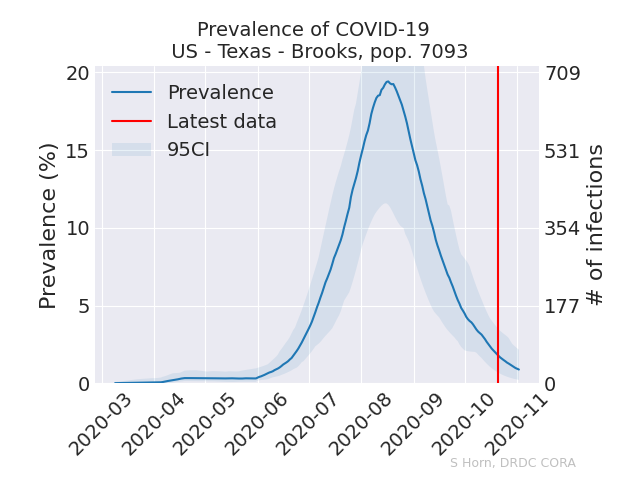 Prevalence of COVID-19
US - Texas - Brooks, pop. 7093
Prevalence (%)
20
15
10
5
0
Prevalence
Latest data
95CI
709
531
354
177
0
# of infections
2020-03
2020-04
2020-05
2020-06
2020-07
2020-08
2020-09
2020-10
2020-11
S Horn, DRDC CORA